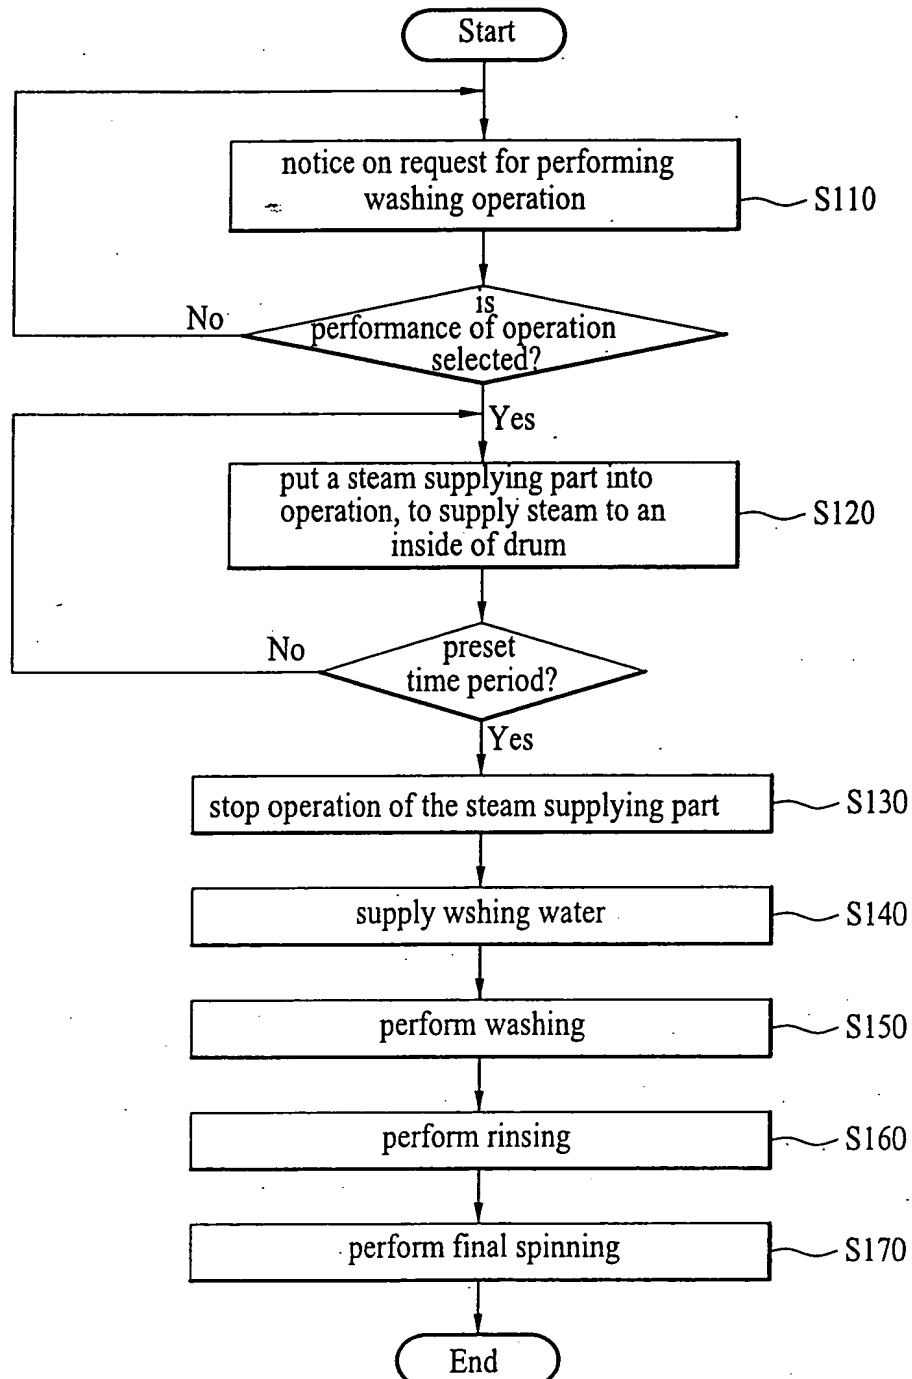 Start
notice on request for performing
washing operation
S110
No
is
performance of operation
selected?
Yes
put a steam supplying part into
operation, to supply steam to an
inside of drum
S120
No
preset
time period?
Yes
stop operation of the steam supplying part
S130
supply wshing water
S140
perform washing
S150
perform rinsing
S160
perform final spinning
S170
End